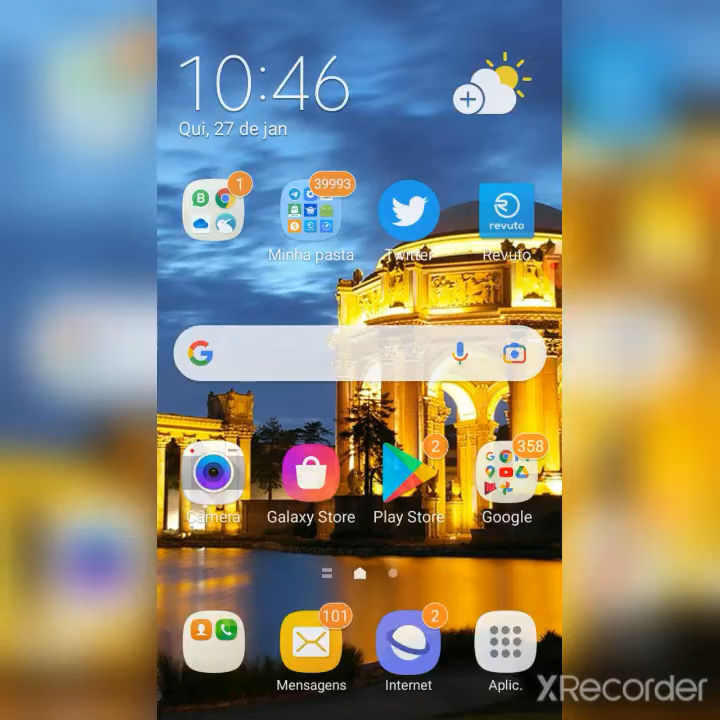 10:46
Qui, 27 de jan
1
39993
revuto
Minha pasta
Twitter
Revuto
2
358
Câmera
Galaxy Store
Play Store
Google
101
2
Mensagens
Internet
Aplic.
XRecorder